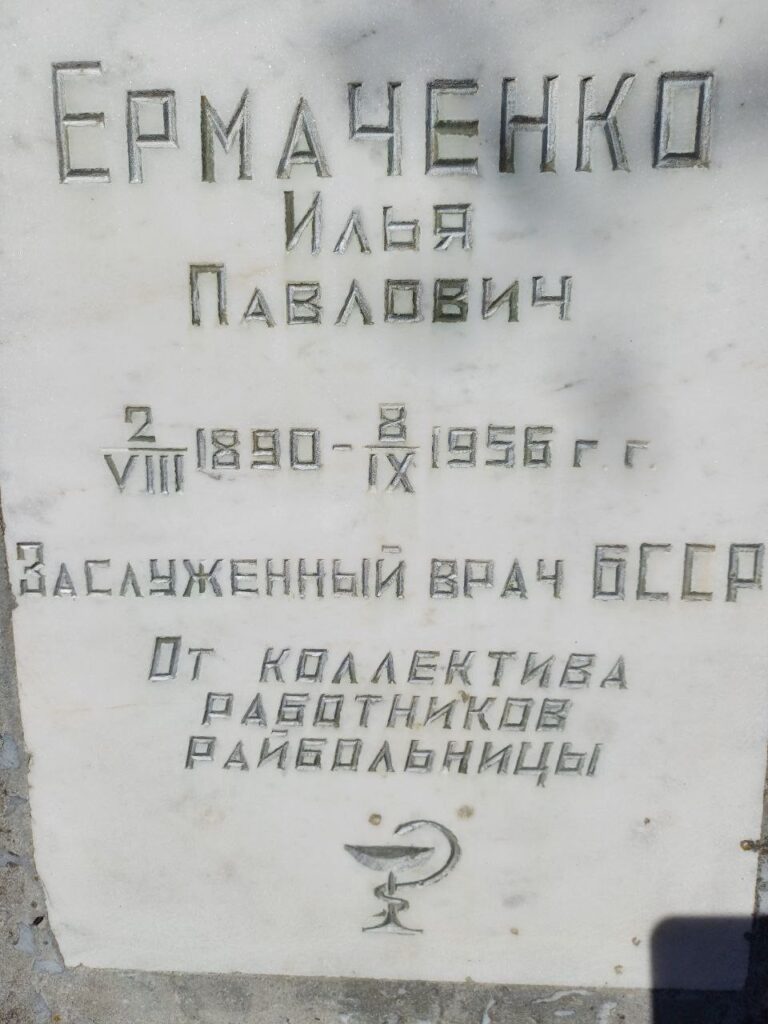 ЕРМАЧЕНКО
ИЛЬЯ
ПАВЛОВИЧ
2/VIII 1890 - 8/IX 1956 г г.
ЗАСЛУЖЕННЫЙ ВРАЧ БССР
ОТ КОЛЛЕКТИВА
РАБОТНИКОВ
РАЙБОЛЬНИЦЫ